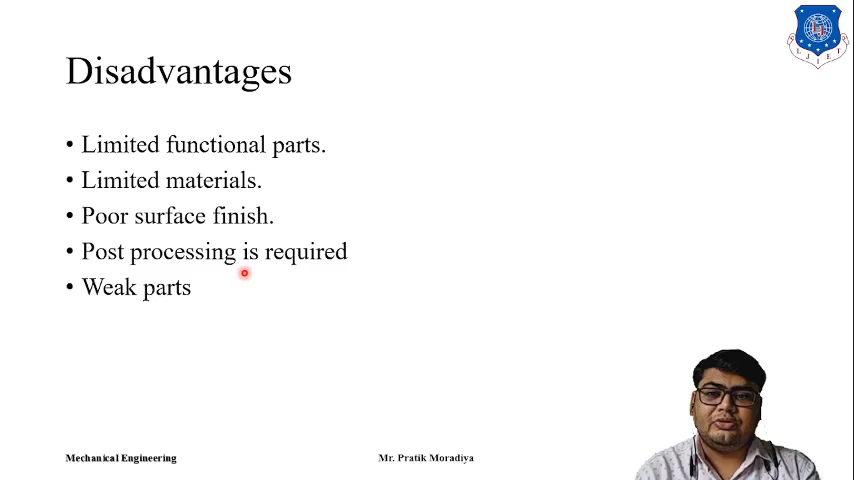 Disadvantages
• Limited functional parts.
• Limited materials.
• Poor surface finish.
• Post processing is required
• Weak parts
Mechanical Engineering
Mr. Pratik Moradiya
L J I E T